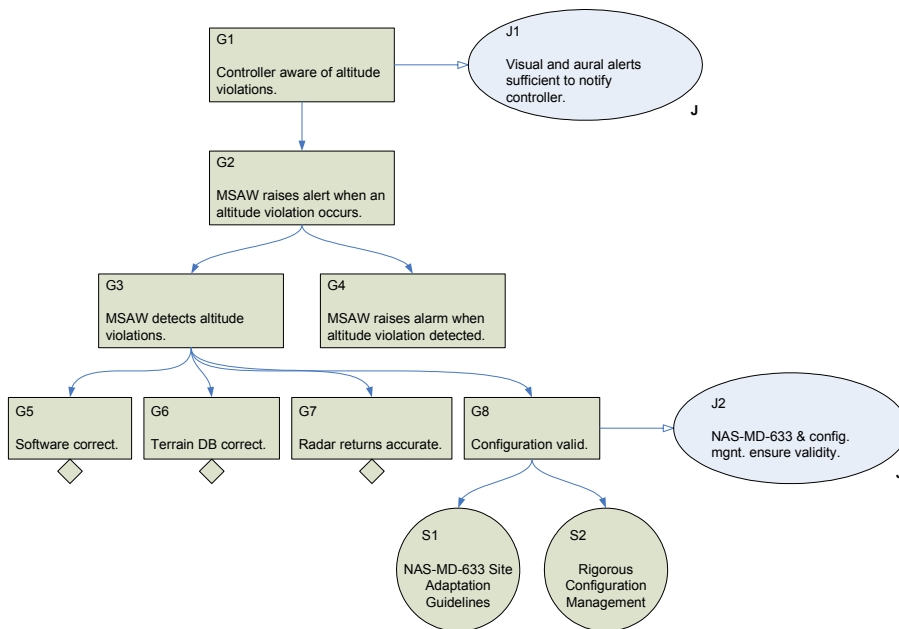 G1
Controller aware of altitude
violations.
J1
Visual and aural alerts
sufficient to notify
controller.
J
G2
MSAW raises alert when an
altitude violation occurs.
G3
MSAW detects altitude
violations.
G4
MSAW raises alarm when
altitude violation detected.
G5
Software correct.
G6
Terrain DB correct.
G7
Radar returns accurate.
G8
Configuration valid.
J2
NAS-MD-633 & config.
mgnt. ensure validity.
S1
NAS-MD-633 Site
Adaptation
Guidelines
S2
Rigorous
Configuration
Management